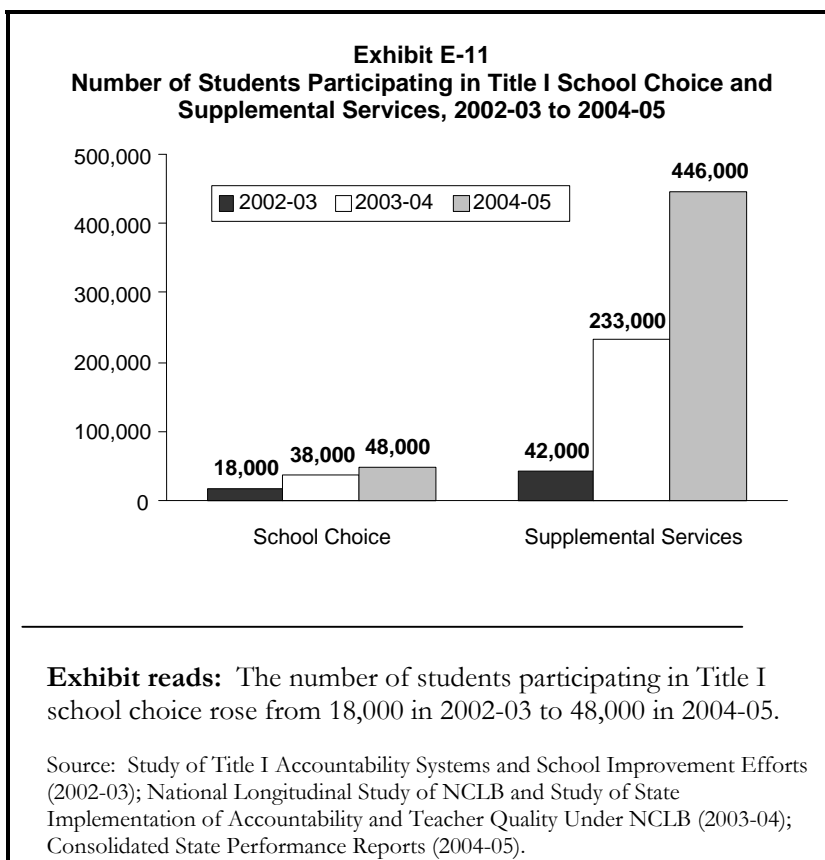 Exhibit E-11
Number of Students Participating in Title I School Choice and
Supplemental Services, 2002-03 to 2004-05
500,000
400,000
300,000
200,000
100,000
0
2002-03 2003-04 2004-05
18,000
38,000
48,000
42,000
233,000
446,000
School Choice
Supplemental Services
Exhibit reads: The number of students participating in Title I
school choice rose from 18,000 in 2002-03 to 48,000 in 2004-05.
Source: Study of Title I Accountability Systems and School Improvement Efforts
(2002-03); National Longitudinal Study of NCLB and Study of State
Implementation of Accountability and Teacher Quality Under NCLB (2003-04);
Consolidated State Performance Reports (2004-05).